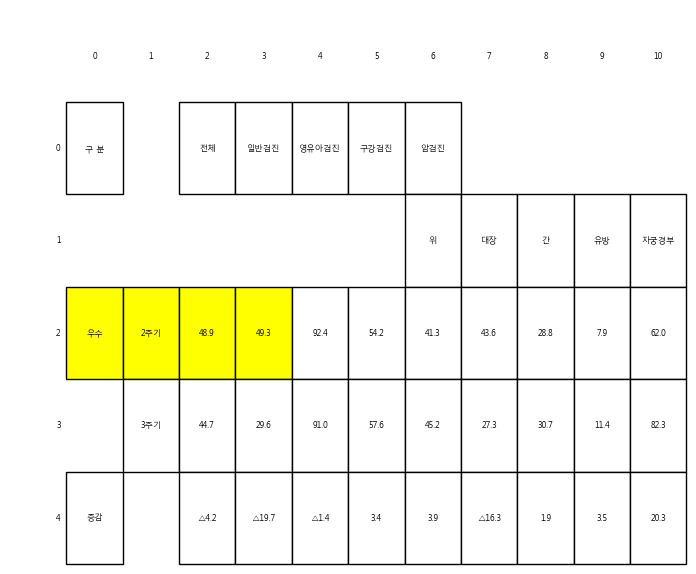 0 1 2 3 4 5 6 7 8 9 10
0 구 분 전체 일반검진 영유아검진 구강검진 암검진
1 위 대장 간 유방 자궁경부
2 우수 2주기 48.9 49.3 92.4 54.2 41.3 43.6 28.8 7.9 62.0
3 3주기 44.7 29.6 91.0 57.6 45.2 27.3 30.7 11.4 82.3
4 증감 △4.2 △19.7 △1.4 3.4 3.9 △16.3 1.9 3.5 20.3